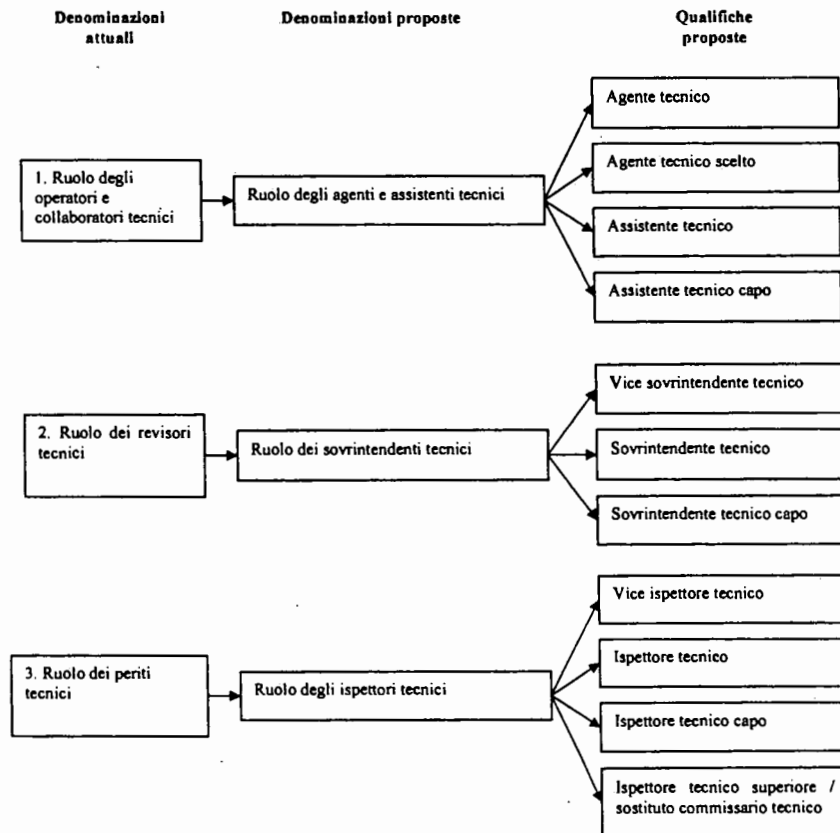 Denominazioni
attuali
Denominazioni proposte
Qualifiche
proposte
1. Ruolo degli
operatori e
collaboratori tecnici
Ruolo degli agenti e assistenti tecnici
Agente tecnico
Agente tecnico scelto
Assistente tecnico
Assistente tecnico capo
2. Ruolo dei revisori
tecnici
Ruolo dei sovrintendenti tecnici
Vice sovrintendente tecnico
Sovrintendente tecnico
Sovrintendente tecnico capo
3. Ruolo dei periti
tecnici
Ruolo degli ispettori tecnici
Vice ispettore tecnico
Ispettore tecnico
Ispettore tecnico capo
Ispettore tecnico superiore /
sostituto commissario tecnico